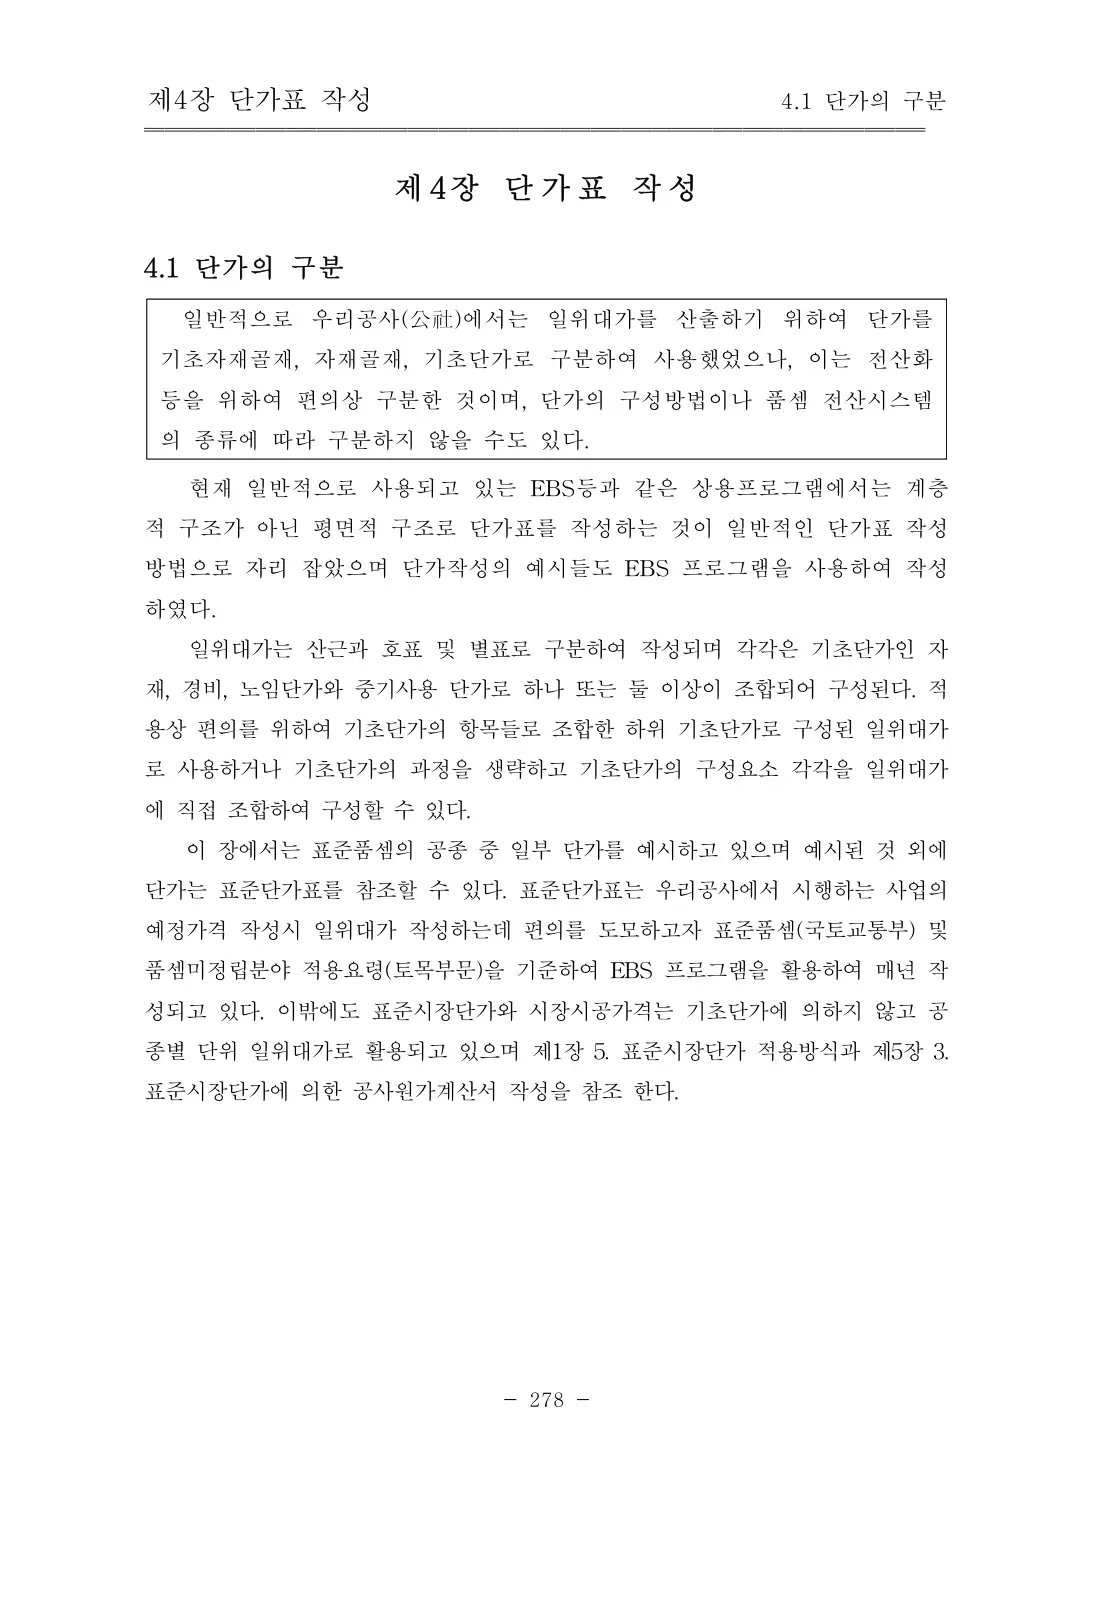 제4장 단가표 작성
4.1 단가의 구분
제4장 단가표 작성
4.1 단가의 구분
일반적으로 우리공사(公社)에서는 일위대가를 산출하기 위하여 단가를
기초자재골재, 자재골재, 기초단가로 구분하여 사용했었으나, 이는 전산화
등을 위하여 편의상 구분한 것이며, 단가의 구성방법이나 품셈 전산시스템
의 종류에 따라 구분하지 않을 수도 있다.
현재 일반적으로 사용되고 있는 EBS등과 같은 상용프로그램에서는 계층
적 구조가 아닌 평면적 구조로 단가표를 작성하는 것이 일반적인 단가표 작성
방법으로 자리 잡았으며 단가작성의 예시들도 EBS 프로그램을 사용하여 작성
하였다.
일위대가는 산근과 호표 및 별표로 구분하여 작성되며 각각은 기초단가인 자
재, 경비, 노임단가와 중기사용 단가로 하나 또는 둘 이상이 조합되어 구성된다. 적
용상 편의를 위하여 기초단가의 항목들로 조합한 하위 기초단가로 구성된 일위대가
로 사용하거나 기초단가의 과정을 생략하고 기초단가의 구성요소 각각을 일위대가
에 직접 조합하여 구성할 수 있다.
이 장에서는 표준품셈의 공종 중 일부 단가를 예시하고 있으며 예시된 것 외에
단가는 표준단가표를 참조할 수 있다. 표준단가표는 우리공사에서 시행하는 사업의
예정가격 작성시 일위대가 작성하는데 편의를 도모하고자 표준품셈(국토교통부) 및
품셈미정립분야 적용요령(토목부문)을 기준하여 EBS 프로그램을 활용하여 매년 작
성되고 있다. 이밖에도 표준시장단가와 시장시공가격는 기초단가에 의하지 않고 공
종별 단위 일위대가로 활용되고 있으며 제1장 5. 표준시장단가 적용방식과 제5장 3.
표준시장단가에 의한 공사원가계산서 작성을 참조 한다.
- 278 -